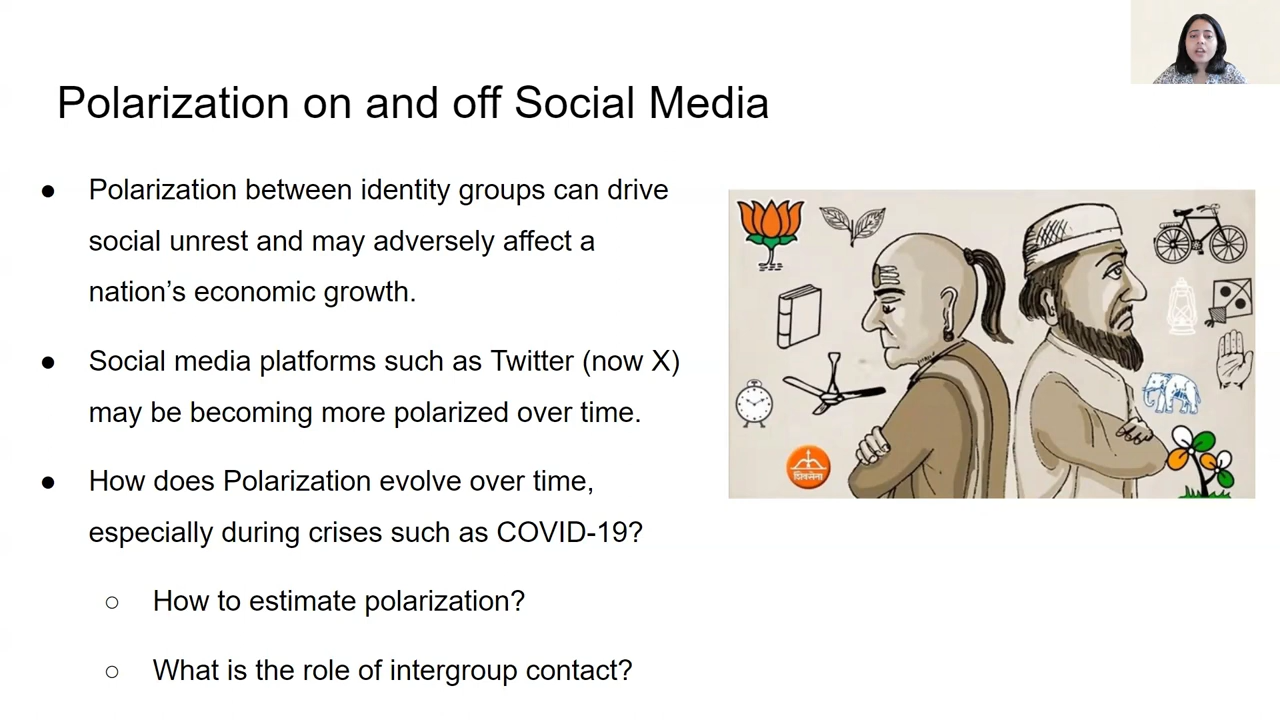 Polarization on and off Social Media
● Polarization between identity groups can drive
social unrest and may adversely affect a
nation’s economic growth.
● Social media platforms such as Twitter (now X)
may be becoming more polarized over time.
● How does Polarization evolve over time,
especially during crises such as COVID-19?
○ How to estimate polarization?
○ What is the role of intergroup contact?
शिवसेना